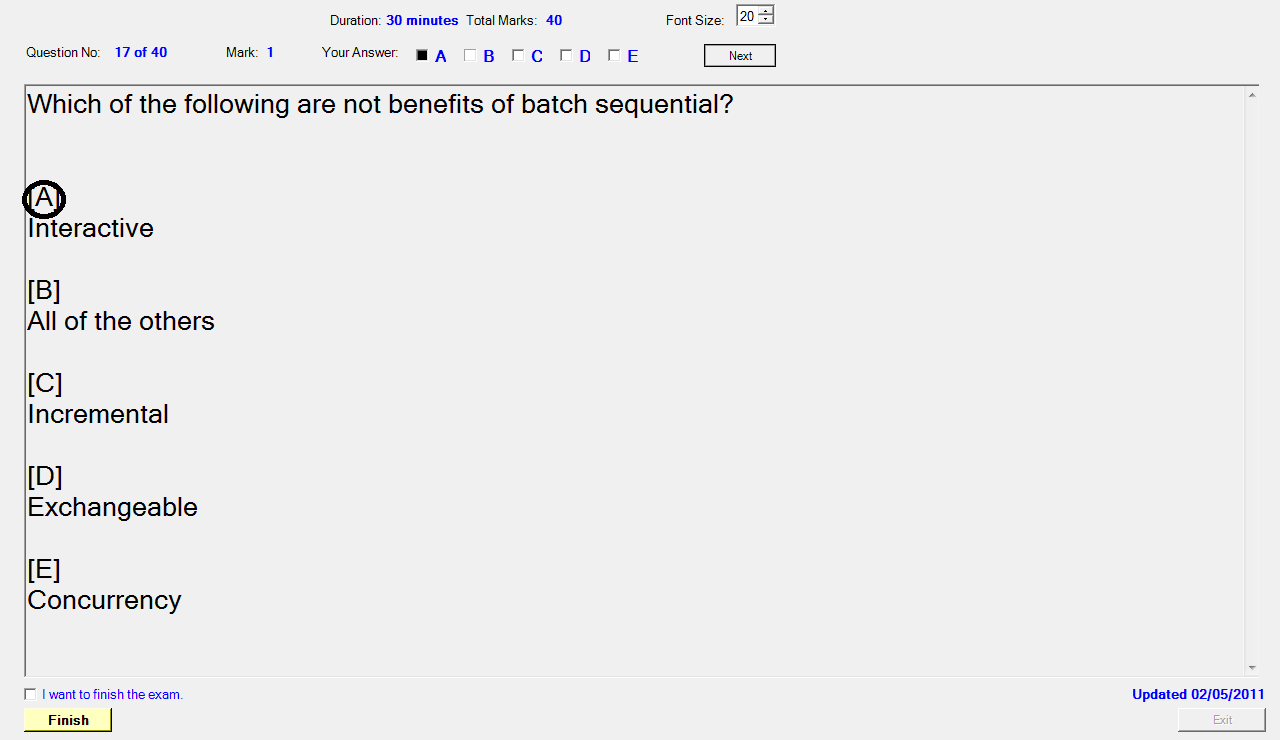 Duration: 30 minutes Total Marks: 40 Font Size: 20
Question No: 17 of 40 Mark: 1 Your Answer: A B C D E Next
Which of the following are not benefits of batch sequential?
[A]
Interactive
[B]
All of the others
[C]
Incremental
[D]
Exchangeable
[E]
Concurrency
I want to finish the exam. Updated 02/05/2011
Finish Exit